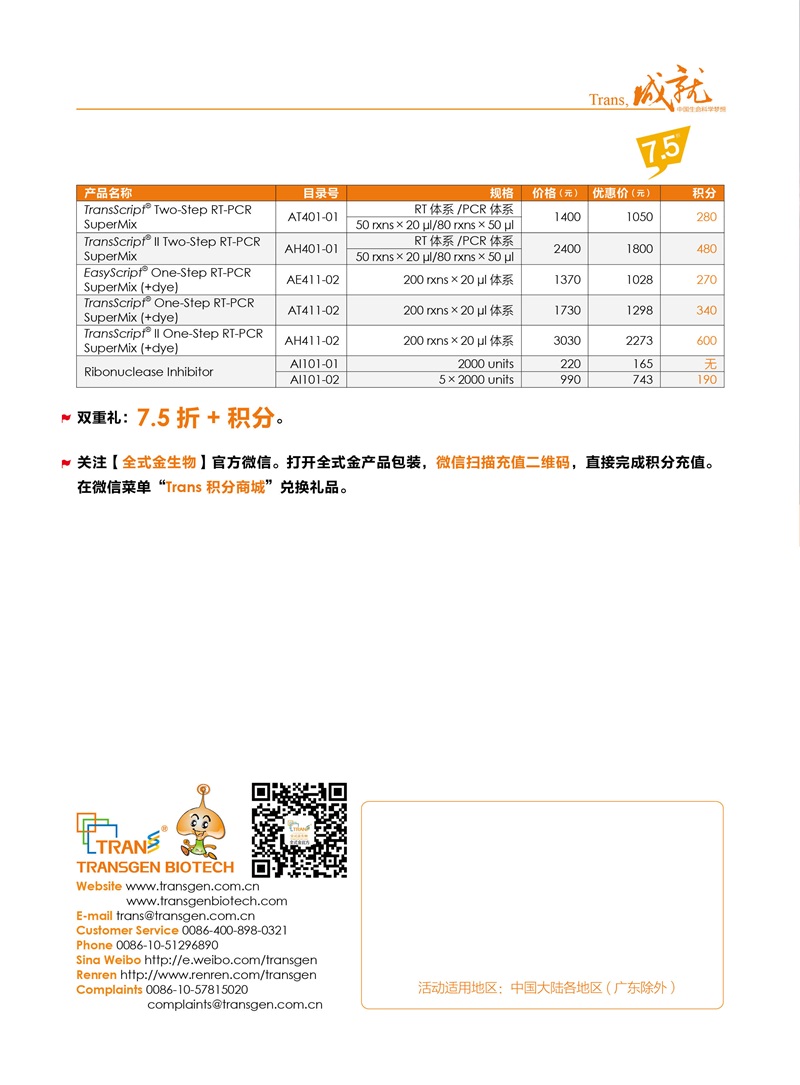 Trans, 成就
中国生命科学梦想
7.5折
产品名称 目录号 规格 价格（元） 优惠价（元） 积分
TransScript® Two-Step RT-PCR
SuperMix
AT401-01
RT 体系 /PCR 体系
50 rxns×20 μl/80 rxns×50 μl
1400 1050 280
TransScript® II Two-Step RT-PCR
SuperMix
AH401-01
RT 体系 /PCR 体系
50 rxns×20 μl/80 rxns×50 μl
2400 1800 480
EasyScript® One-Step RT-PCR
SuperMix (+dye)
AE411-02 200 rxns×20 μl 体系 1370 1028 270
TransScript® One-Step RT-PCR
SuperMix (+dye)
AT411-02 200 rxns×20 μl 体系 1730 1298 340
TransScript® II One-Step RT-PCR
SuperMix (+dye)
AH411-02 200 rxns×20 μl 体系 3030 2273 600
Ribonuclease Inhibitor
AI101-01 2000 units 220 165 无
AI101-02 5×2000 units 990 743 190
双重礼：7.5 折 + 积分。
关注【全式金生物】官方微信。打开全式金产品包装，微信扫描充值二维码，直接完成积分充值。
在微信菜单“Trans 积分商城”兑换礼品。
TRANS®
TRANSGEN BIOTECH
Website www.transgen.com.cn
www.transgenbiotech.com
E-mail trans@transgen.com.cn
Customer Service 0086-400-898-0321
Phone 0086-10-51296890
Sina Weibo http://e.weibo.com/transgen
Renren http://www.renren.com/transgen
Complaints 0086-10-57815020
complaints@transgen.com.cn
活动适用地区：中国大陆各地区（广东除外）